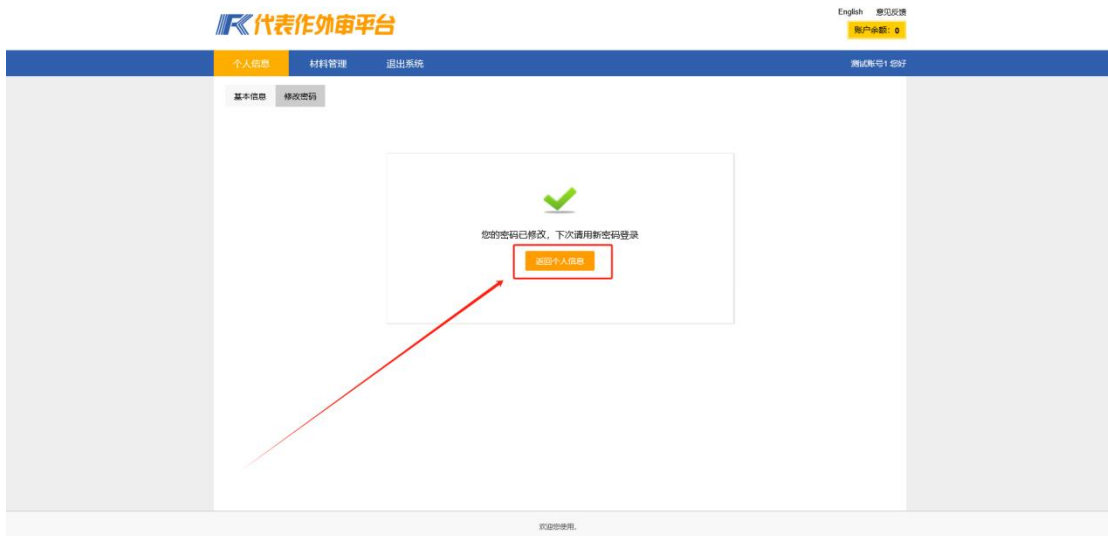 English 意见反馈
代表作外审平台
账户余额：0
个人信息 材料管理 退出系统 测试账号1 您好
基本信息 修改密码
您的密码已修改，下次请用新密码登录
返回个人信息
欢迎您使用。